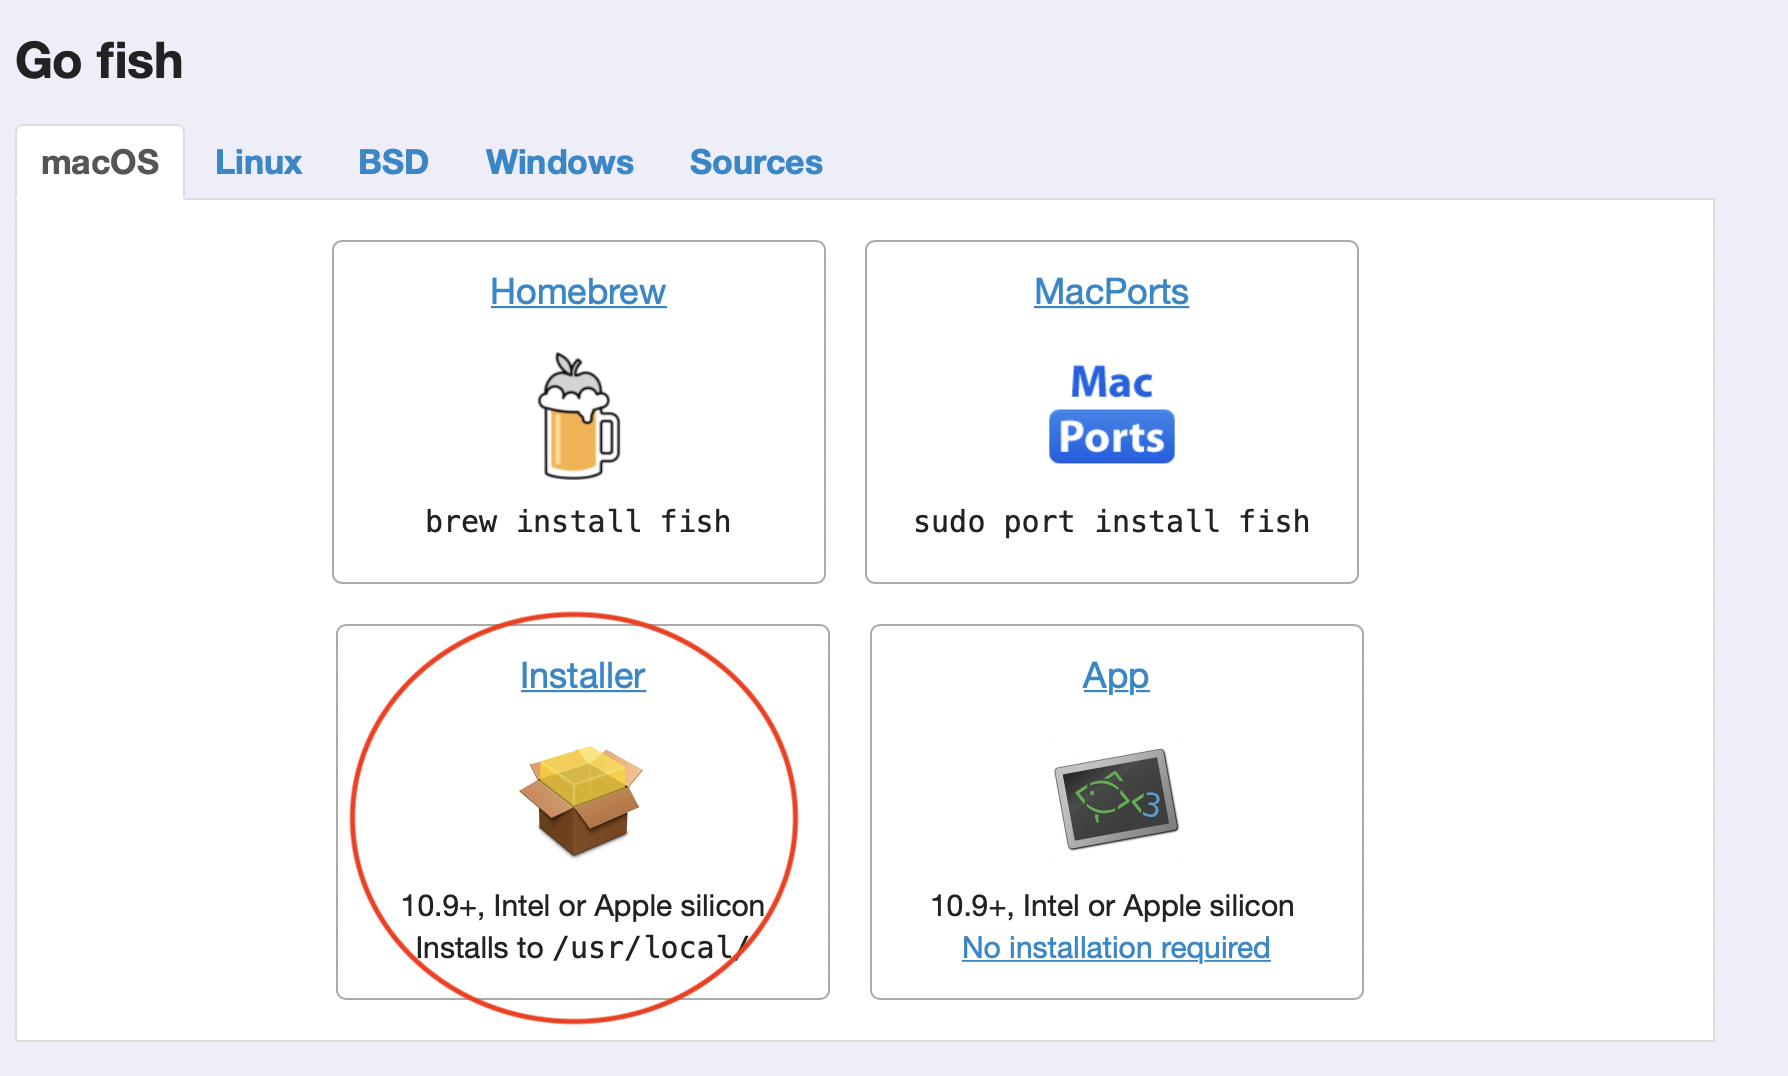 Go fish
macOS Linux BSD Windows Sources
Homebrew
brew install fish
MacPorts
Mac
Ports
sudo port install fish
Installer
10.9+, Intel or Apple silicon
Installs to /usr/local/
App
3
10.9+, Intel or Apple silicon
No installation required